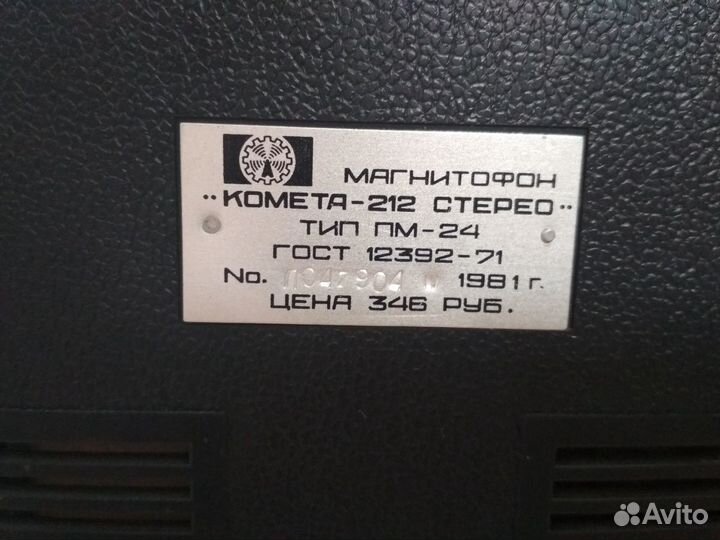 МАГНИТОФОН
"КОМЕТА-212 СТЕРЕО"
ТИП ПМ-24
ГОСТ 12392-71
No. 1981 г.
ЦЕНА 346 РУБ.
Avito